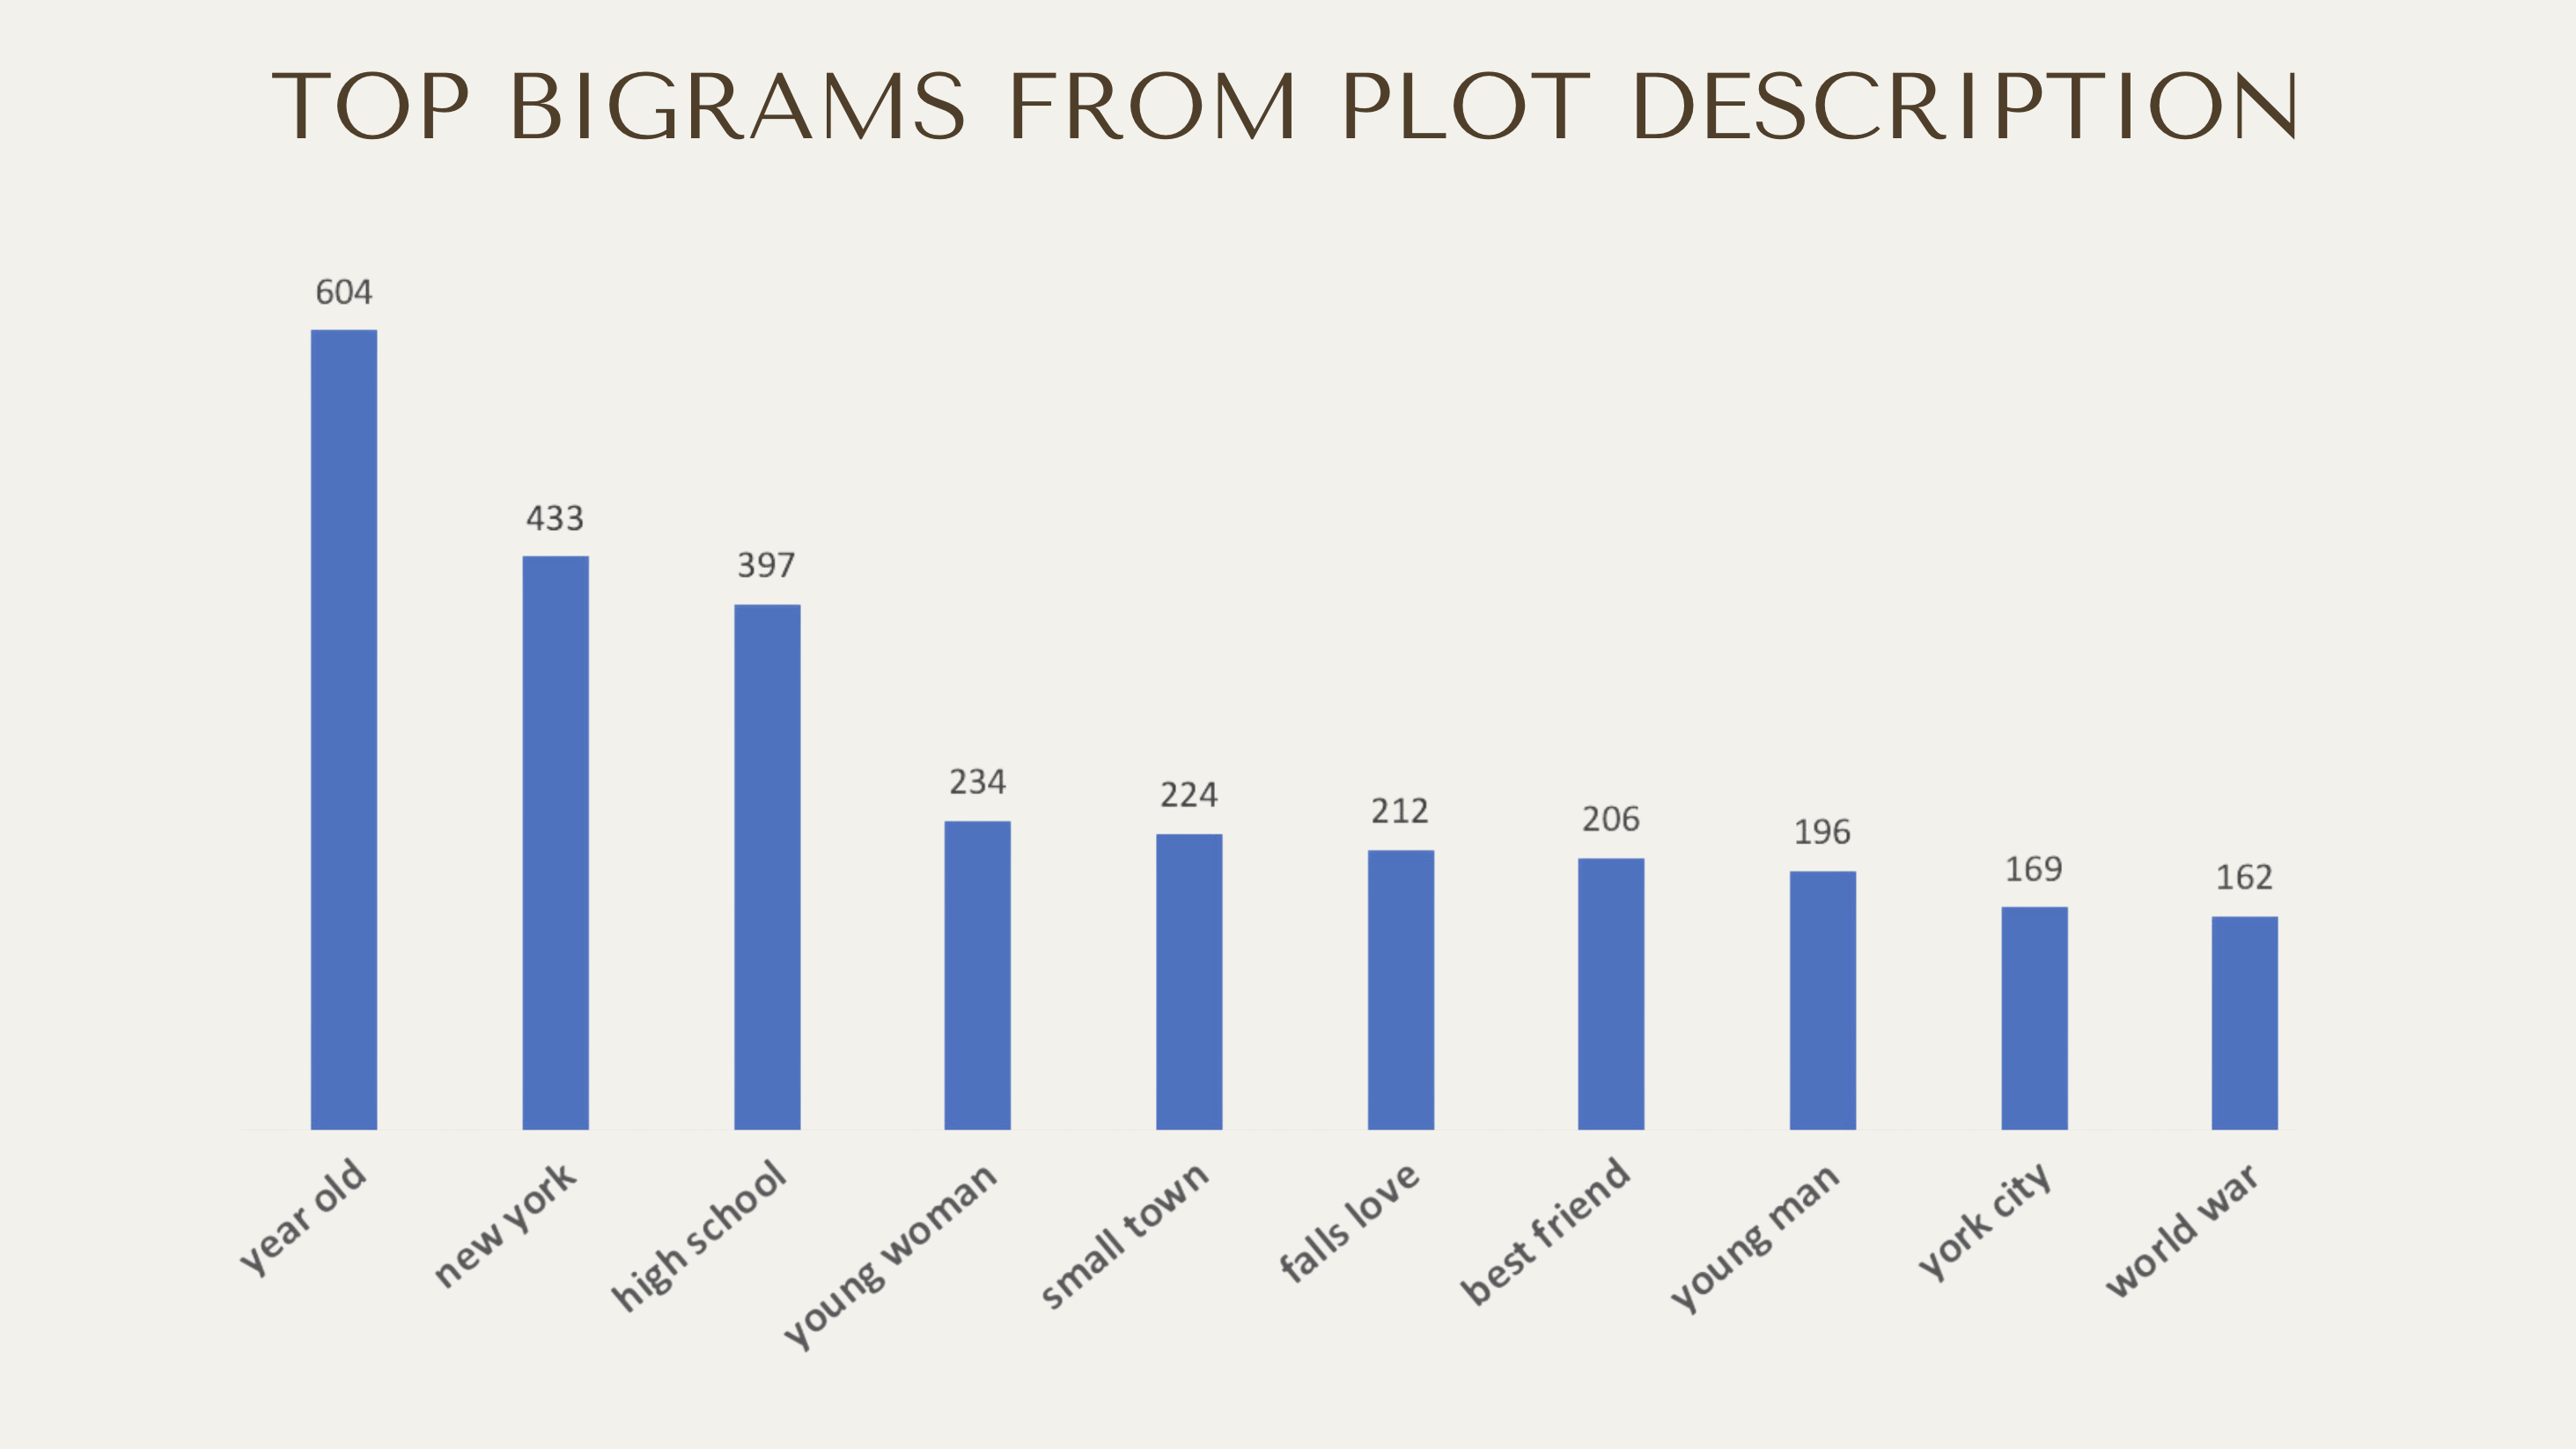 TOP BIGRAMS FROM PLOT DESCRIPTION
604
433
397
234
224
212
206
196
169
162
year old
new york
high school
young woman
small town
falls love
best friend
young man
york city
world war